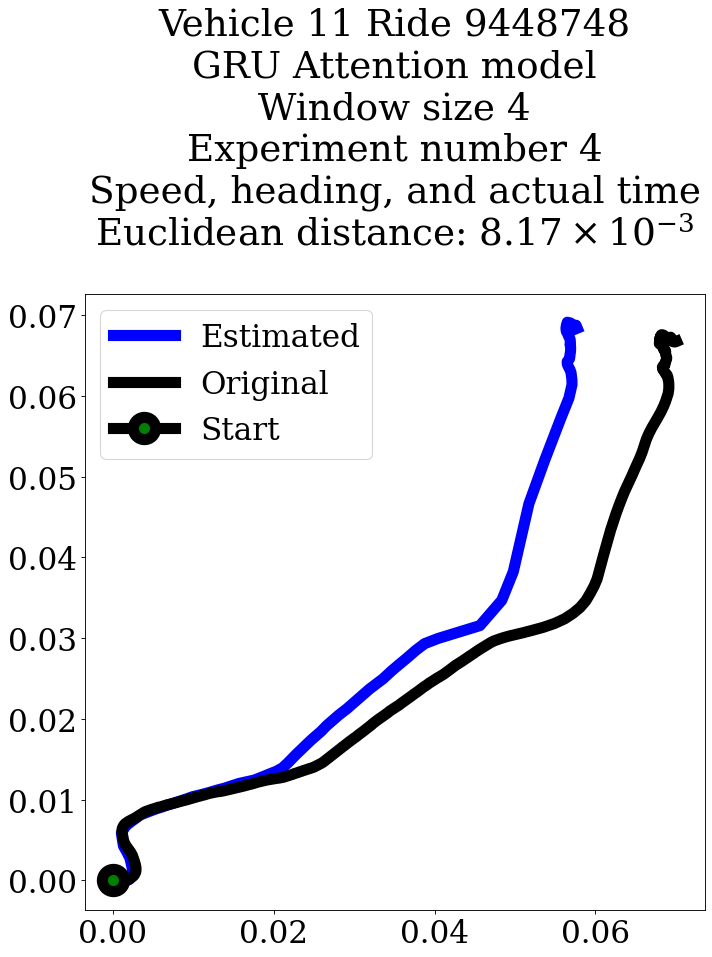 Vehicle 11 Ride 9448748
GRU Attention model
Window size 4
Experiment number 4
Speed, heading, and actual time
Euclidean distance: 8.17 × 10⁻³
Estimated
Original
Start
0.07
0.06
0.05
0.04
0.03
0.02
0.01
0.00
0.00 0.02 0.04 0.06